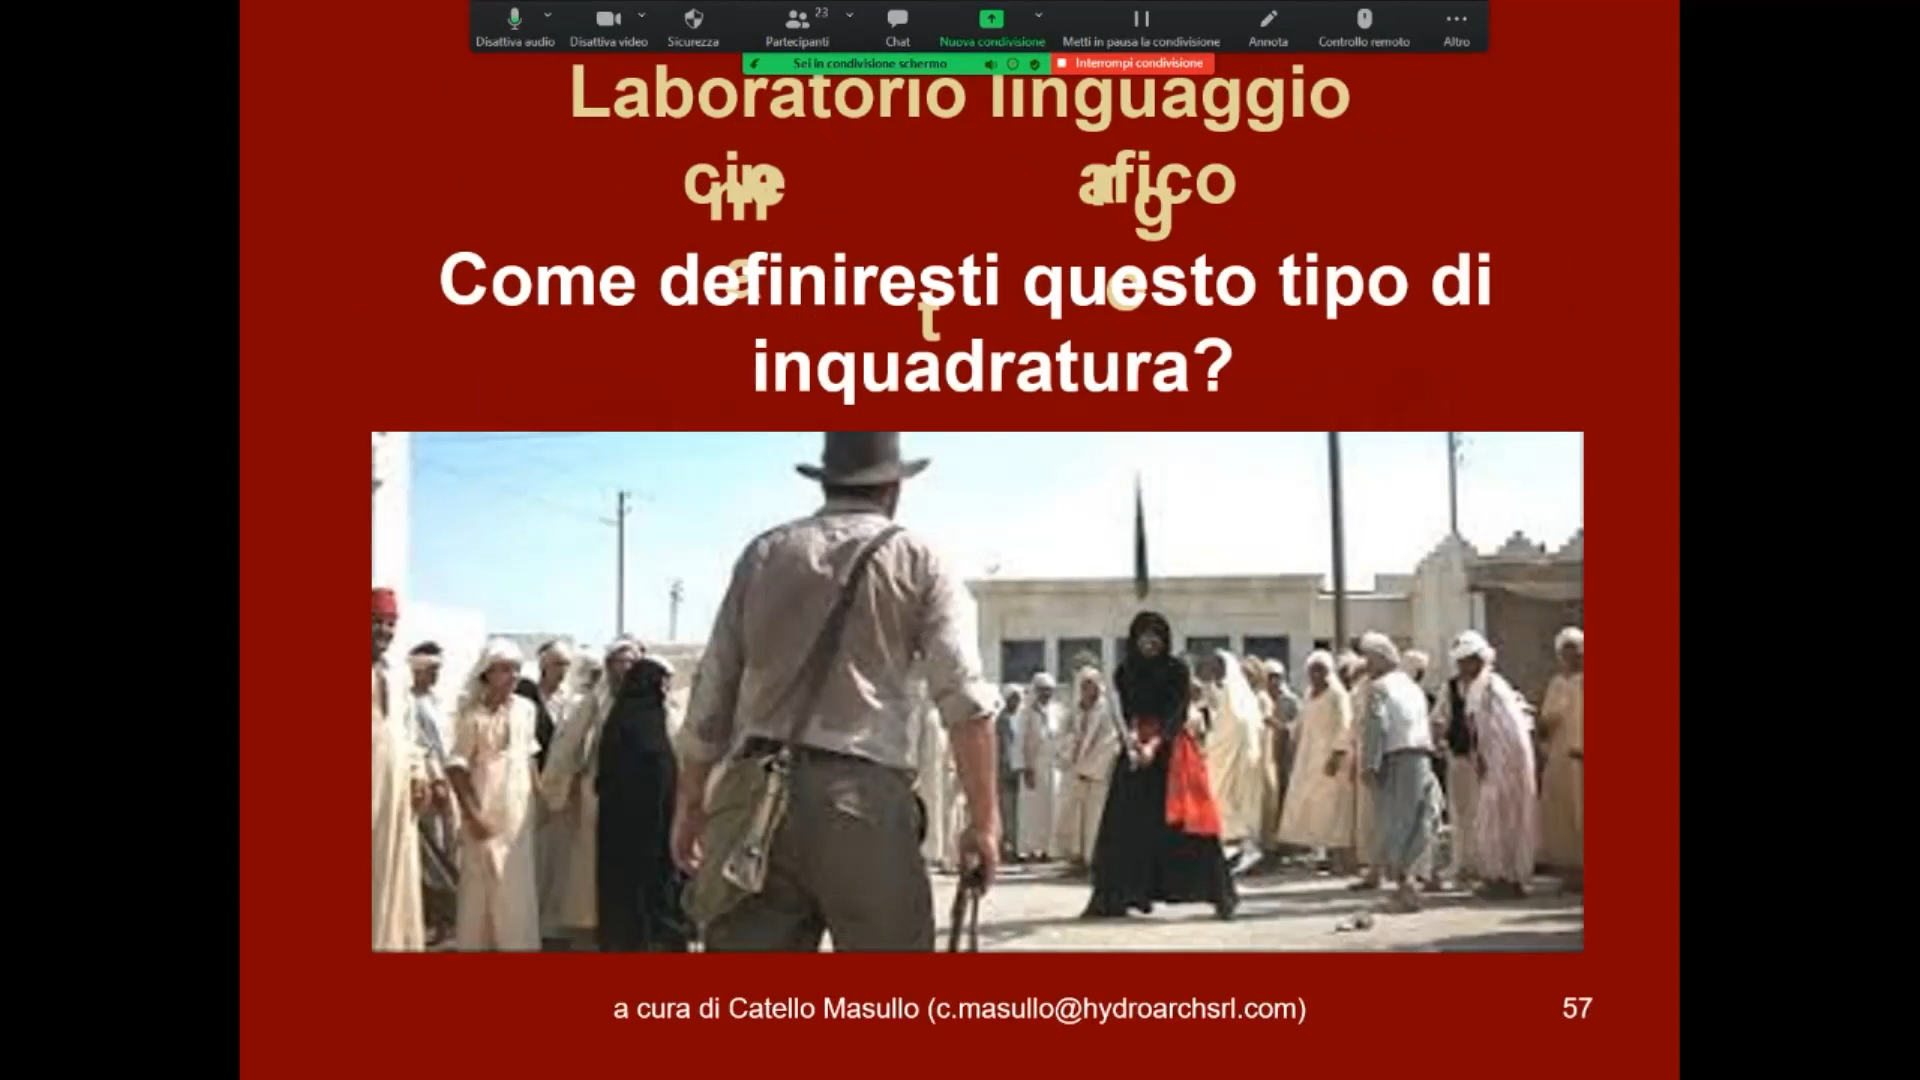 Disattiva audio Disattiva video Sicurezza Partecipanti 23 Chat Nuova condivisione Metti in pausa la condivisione Annota Controllo remoto Altro
Sei in condivisione schermo Interrompi condivisione
Laboratorio linguaggio
afico
Come definiresti questo tipo di
inquadratura?
a cura di Catello Masullo (c.masullo@hydroarchsrl.com)
57